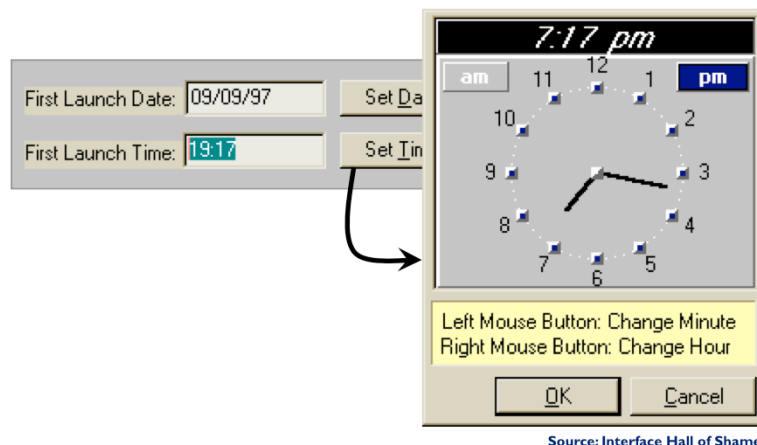 First Launch Date: 09/09/97
Set Da
First Launch Time: 19:17
Set Tin
7:17 pm
am
pm
12
11
1
10
2
9
3
8
4
7
5
6
Left Mouse Button: Change Minute
Right Mouse Button: Change Hour
OK
Cancel
Source: Interface Hall of Shame